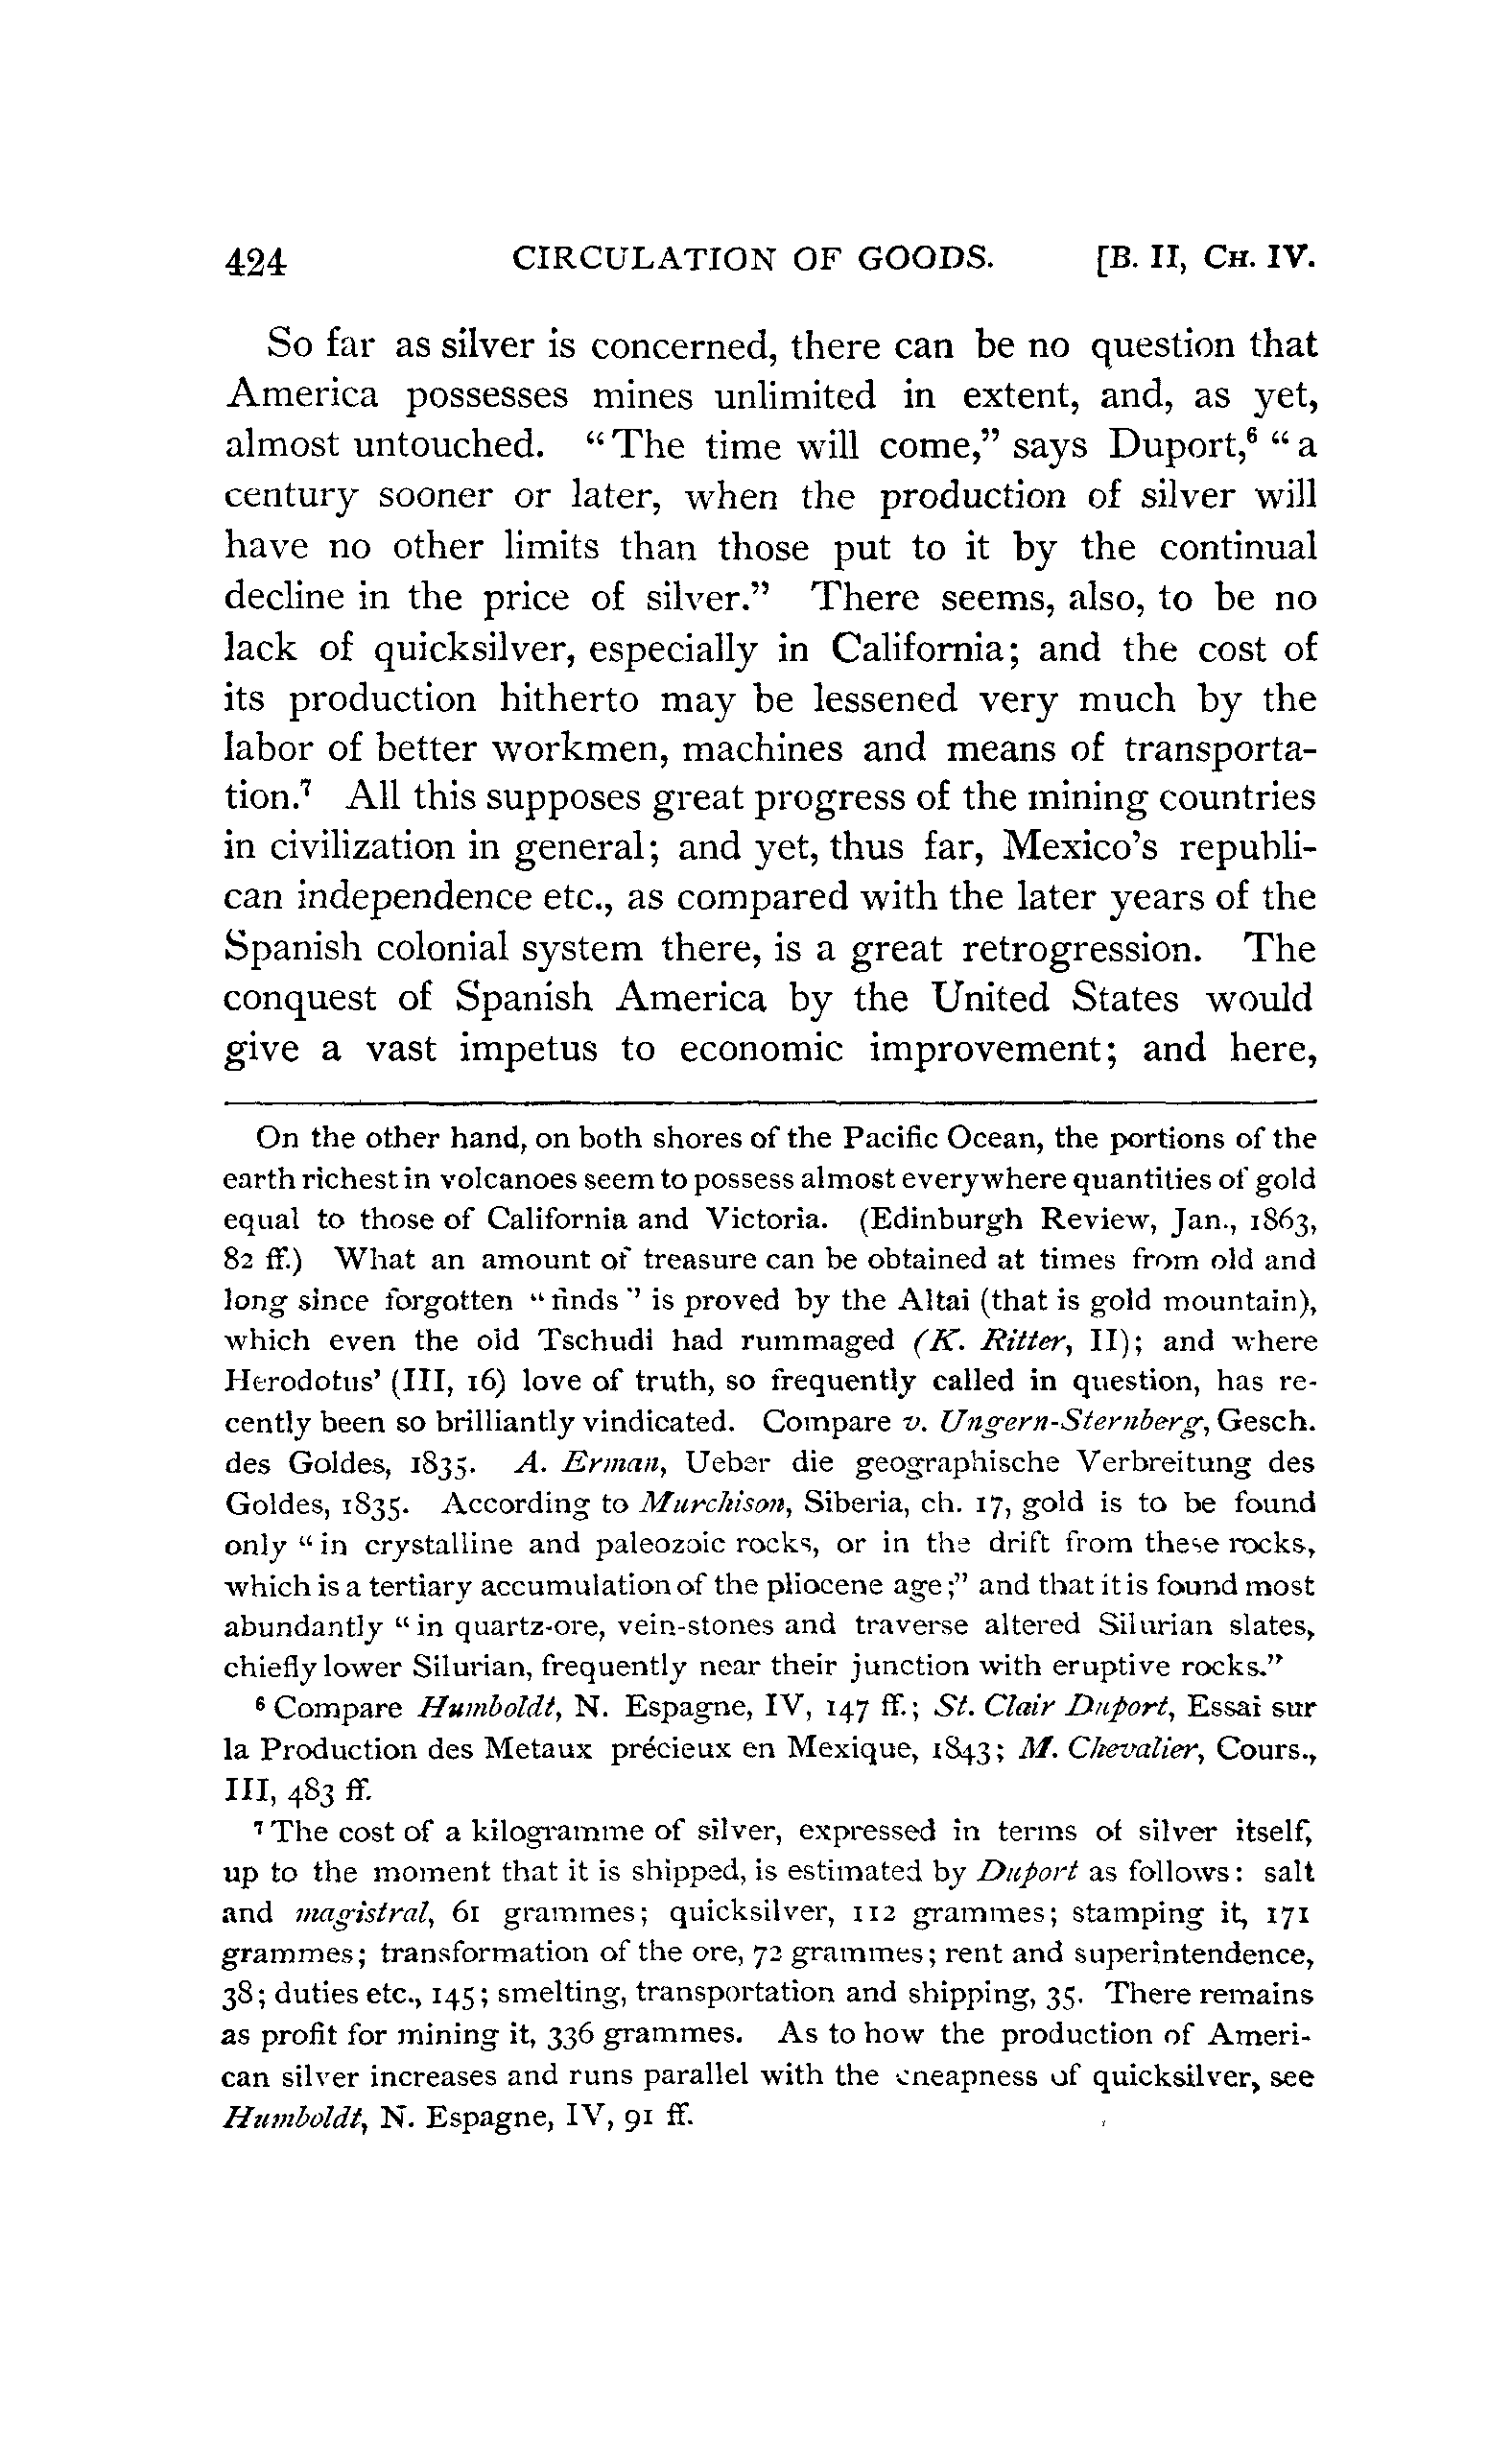 424 CIRCULATION OF GOODS. [B. II, CH. IV.
So far as silver is concerned, there can be no question that
America possesses mines unlimited in extent, and, as yet,
almost untouched. “The time will come,” says Duport,⁶ “a
century sooner or later, when the production of silver will
have no other limits than those put to it by the continual
decline in the price of silver.” There seems, also, to be no
lack of quicksilver, especially in California; and the cost of
its production hitherto may be lessened very much by the
labor of better workmen, machines and means of transporta-
tion.⁷ All this supposes great progress of the mining countries
in civilization in general; and yet, thus far, Mexico’s republi-
can independence etc., as compared with the later years of the
Spanish colonial system there, is a great retrogression. The
conquest of Spanish America by the United States would
give a vast impetus to economic improvement; and here,
On the other hand, on both shores of the Pacific Ocean, the portions of the
earth richest in volcanoes seem to possess almost everywhere quantities of gold
equal to those of California and Victoria. (Edinburgh Review, Jan., 1863,
82 ff.) What an amount of treasure can be obtained at times from old and
long since forgotten “finds” is proved by the Altai (that is gold mountain),
which even the old Tschudi had rummaged (K. Ritter, II); and where
Herodotus’ (III, 16) love of truth, so frequently called in question, has re-
cently been so brilliantly vindicated. Compare v. Ungern-Sternberg, Gesch.
des Goldes, 1835. A. Erman, Ueber die geographische Verbreitung des
Goldes, 1835. According to Murchison, Siberia, ch. 17, gold is to be found
only “in crystalline and paleozoic rocks, or in the drift from these rocks,
which is a tertiary accumulation of the pliocene age;” and that it is found most
abundantly “in quartz-ore, vein-stones and traverse altered Silurian slates,
chiefly lower Silurian, frequently near their junction with eruptive rocks.”
⁶ Compare Humboldt, N. Espagne, IV, 147 ff.; St. Clair Duport, Essai sur
la Production des Metaux précieux en Mexique, 1843; M. Chevalier, Cours.,
III, 483 ff.
⁷ The cost of a kilogramme of silver, expressed in terms of silver itself,
up to the moment that it is shipped, is estimated by Duport as follows: salt
and magistral, 61 grammes; quicksilver, 112 grammes; stamping it, 171
grammes; transformation of the ore, 72 grammes; rent and superintendence,
38; duties etc., 145; smelting, transportation and shipping, 35. There remains
as profit for mining it, 336 grammes. As to how the production of Ameri-
can silver increases and runs parallel with the cheapness of quicksilver, see
Humboldt, N. Espagne, IV, 91 ff.